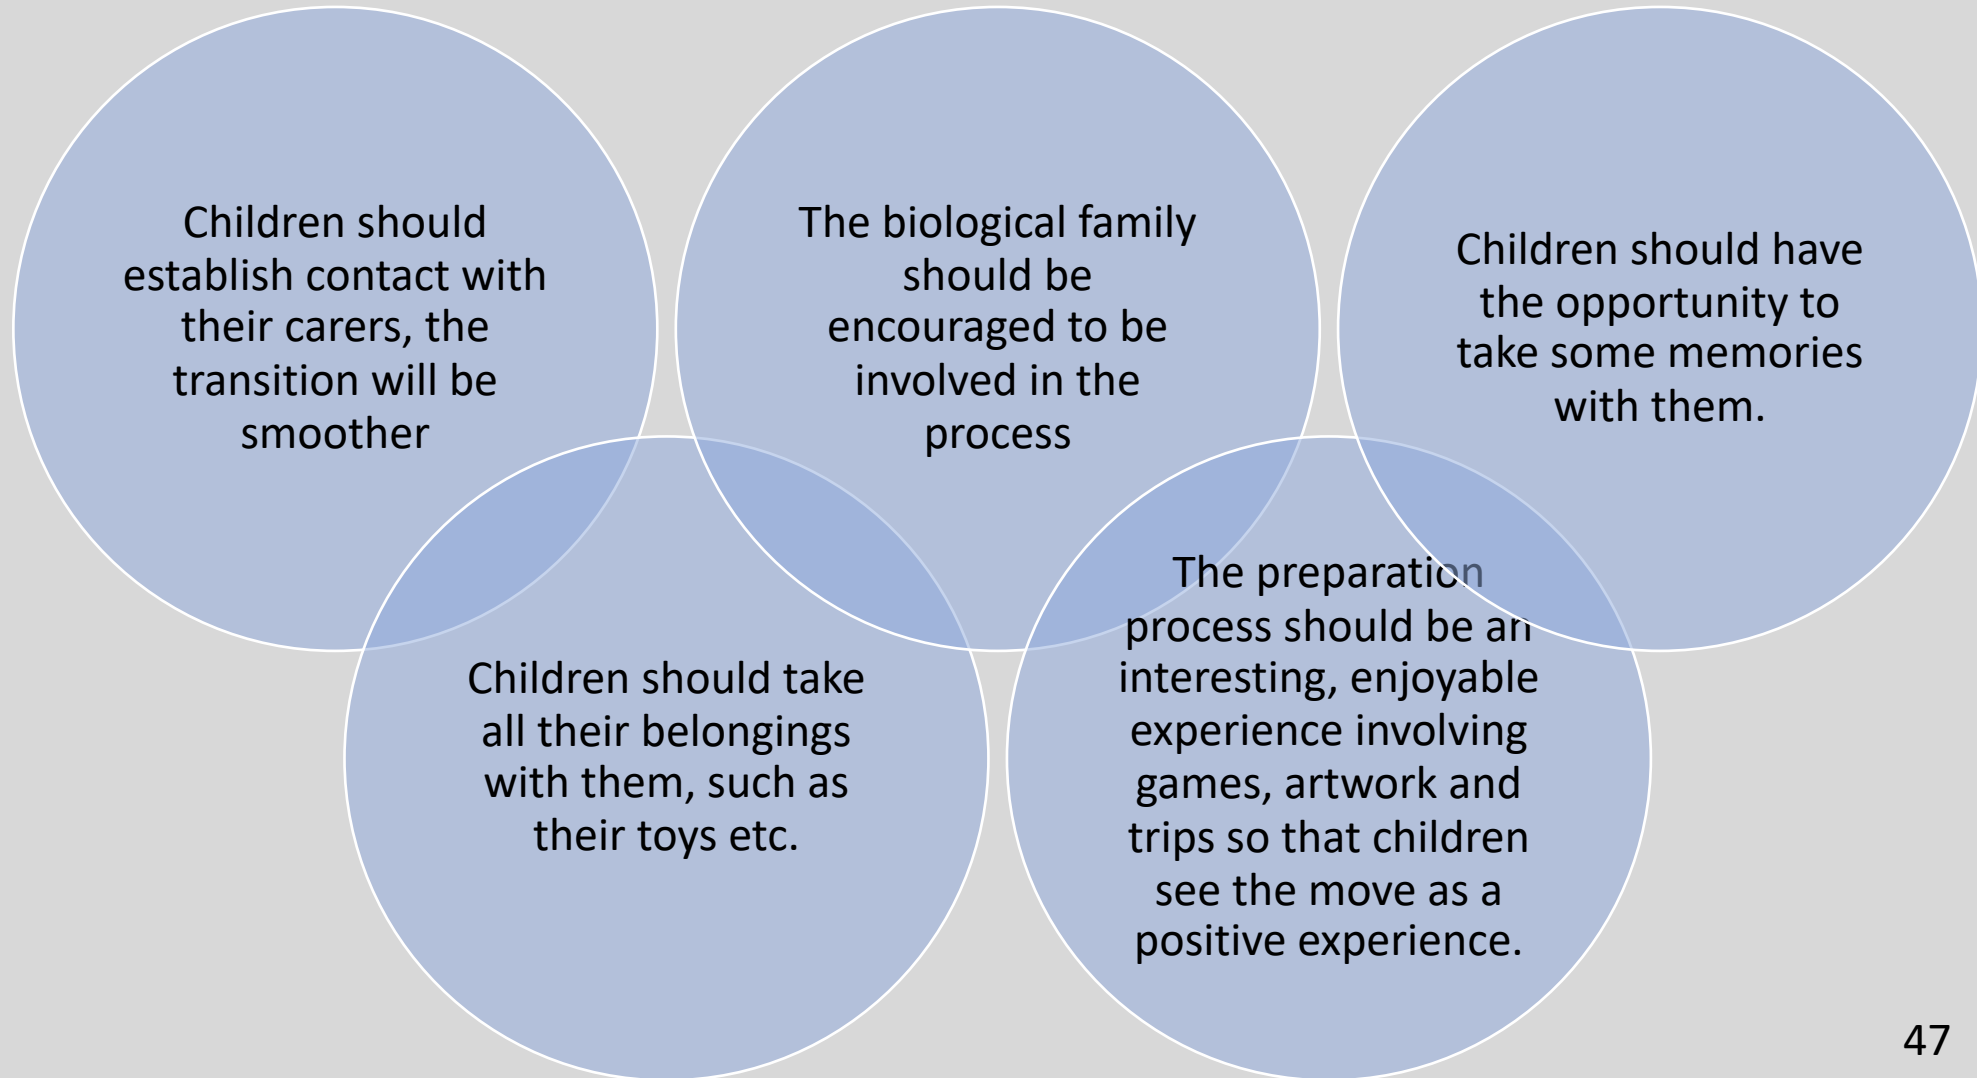 Children should
establish contact with
their carers, the
transition will be
smoother
Children should take
all their belongings
with them, such as
their toys etc.
The biological family
should be
encouraged to be
involved in the
process
The preparation
process should be an
interesting, enjoyable
experience involving
games, artwork and
trips so that children
see the move as a
positive experience.
Children should have
the opportunity to
take some memories
with them.
47